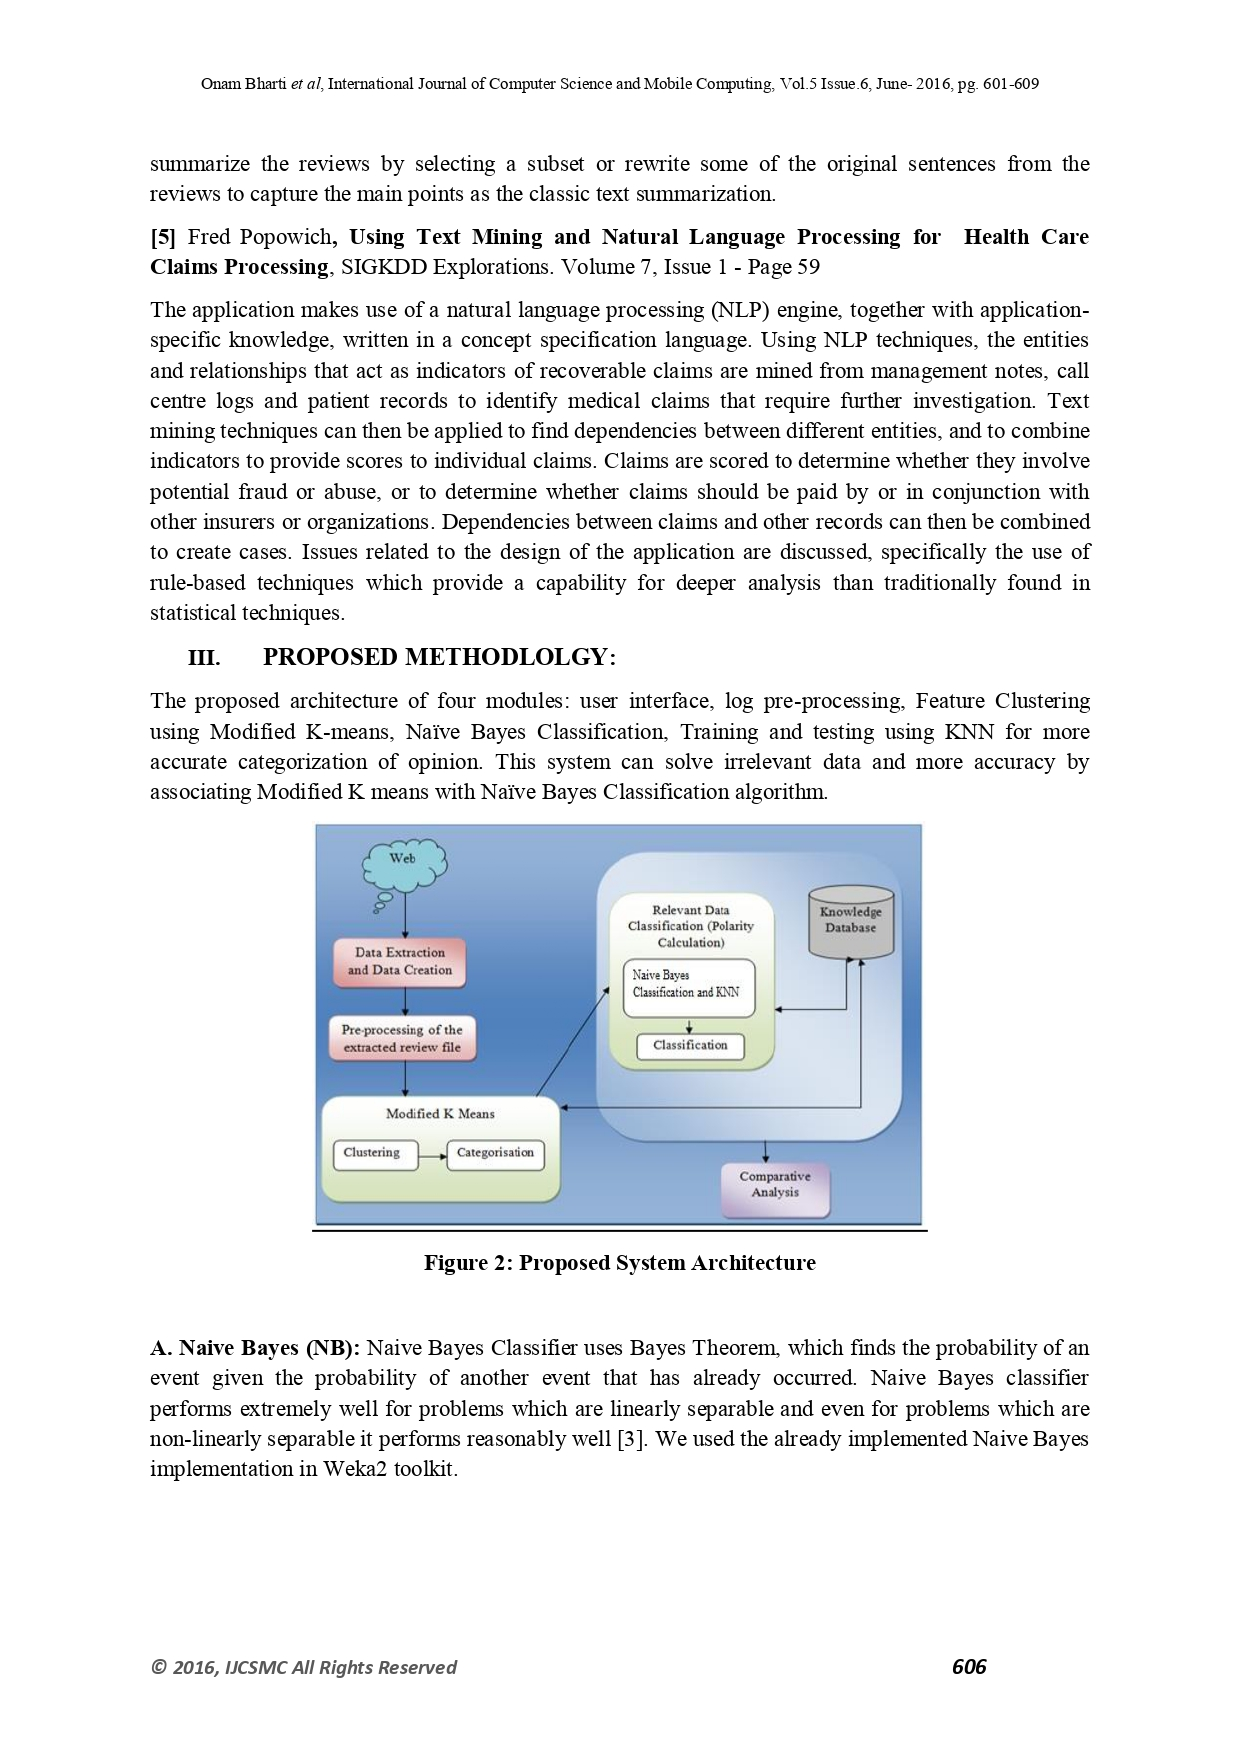 Onam Bharti et al, International Journal of Computer Science and Mobile Computing, Vol.5 Issue.6, June- 2016, pg. 601-609
summarize the reviews by selecting a subset or rewrite some of the original sentences from the
reviews to capture the main points as the classic text summarization.
[5] Fred Popowich, Using Text Mining and Natural Language Processing for Health Care
Claims Processing, SIGKDD Explorations. Volume 7, Issue 1 - Page 59
The application makes use of a natural language processing (NLP) engine, together with application-
specific knowledge, written in a concept specification language. Using NLP techniques, the entities
and relationships that act as indicators of recoverable claims are mined from management notes, call
centre logs and patient records to identify medical claims that require further investigation. Text
mining techniques can then be applied to find dependencies between different entities, and to combine
indicators to provide scores to individual claims. Claims are scored to determine whether they involve
potential fraud or abuse, or to determine whether claims should be paid by or in conjunction with
other insurers or organizations. Dependencies between claims and other records can then be combined
to create cases. Issues related to the design of the application are discussed, specifically the use of
rule-based techniques which provide a capability for deeper analysis than traditionally found in
statistical techniques.
III. PROPOSED METHODLOLGY:
The proposed architecture of four modules: user interface, log pre-processing, Feature Clustering
using Modified K-means, Naïve Bayes Classification, Training and testing using KNN for more
accurate categorization of opinion. This system can solve irrelevant data and more accuracy by
associating Modified K means with Naïve Bayes Classification algorithm.
Web
Data Extraction
and Data Creation
Pre-processing of the
extracted review file
Modified K Means
Clustering
Categorisation
Relevant Data
Classification (Polarity
Calculation)
Naive Bayes
Classification and KNN
Classification
Knowledge
Database
Comparative
Analysis
Figure 2: Proposed System Architecture
A. Naive Bayes (NB): Naive Bayes Classifier uses Bayes Theorem, which finds the probability of an
event given the probability of another event that has already occurred. Naive Bayes classifier
performs extremely well for problems which are linearly separable and even for problems which are
non-linearly separable it performs reasonably well [3]. We used the already implemented Naive Bayes
implementation in Weka2 toolkit.
© 2016, IJCSMC All Rights Reserved 606